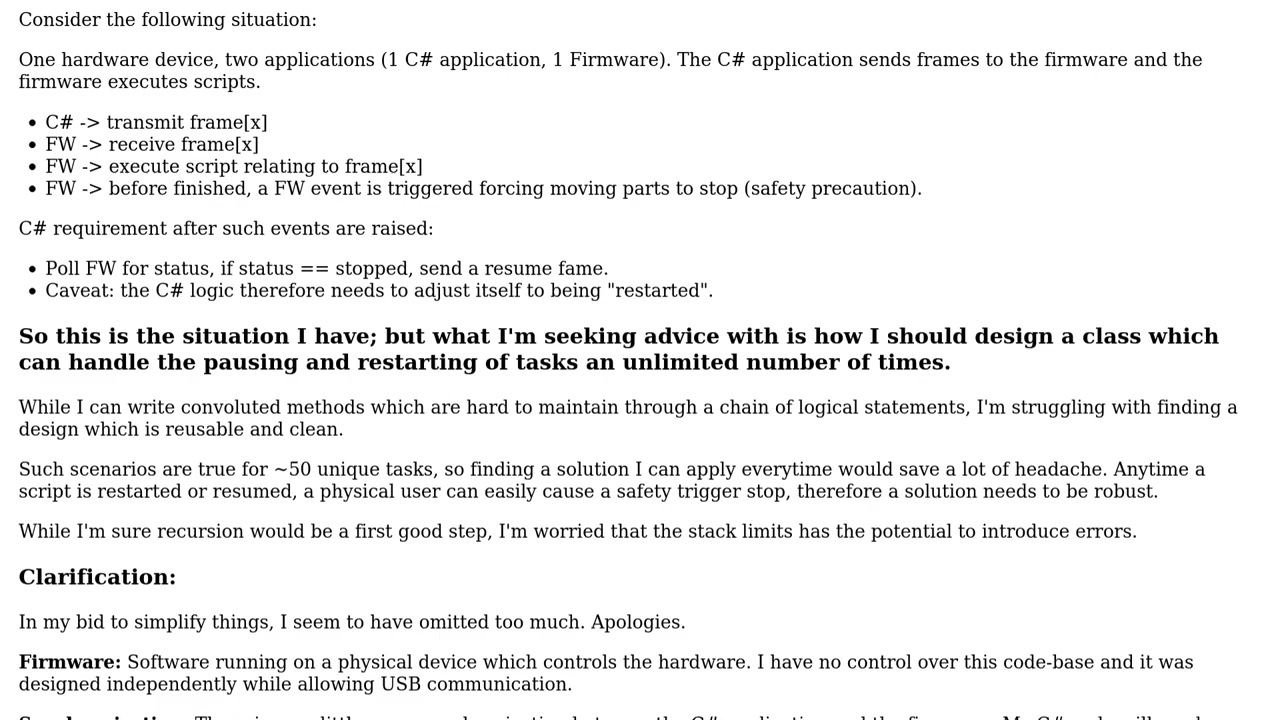 Consider the following situation:
One hardware device, two applications (1 C# application, 1 Firmware). The C# application sends frames to the firmware and the
firmware executes scripts.
• C# -> transmit frame[x]
• FW -> receive frame[x]
• FW -> execute script relating to frame[x]
• FW -> before finished, a FW event is triggered forcing moving parts to stop (safety precaution).
C# requirement after such events are raised:
• Poll FW for status, if status == stopped, send a resume fame.
• Caveat: the C# logic therefore needs to adjust itself to being "restarted".
So this is the situation I have; but what I'm seeking advice with is how I should design a class which
can handle the pausing and restarting of tasks an unlimited number of times.
While I can write convoluted methods which are hard to maintain through a chain of logical statements, I'm struggling with finding a
design which is reusable and clean.
Such scenarios are true for ~50 unique tasks, so finding a solution I can apply everytime would save a lot of headache. Anytime a
script is restarted or resumed, a physical user can easily cause a safety trigger stop, therefore a solution needs to be robust.
While I'm sure recursion would be a first good step, I'm worried that the stack limits has the potential to introduce errors.
Clarification:
In my bid to simplify things, I seem to have omitted too much. Apologies.
Firmware: Software running on a physical device which controls the hardware. I have no control over this code-base and it was
designed independently while allowing USB communication.